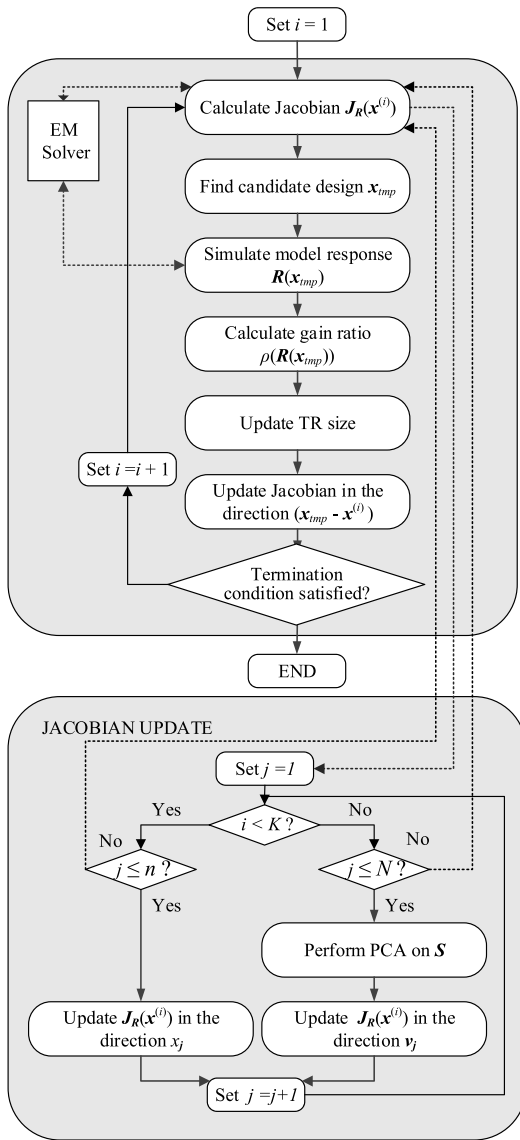 Set i = 1
Calculate Jacobian J_R(x^(i))
EM
Solver
Find candidate design x_tmp
Simulate model response
R(x_tmp)
Calculate gain ratio
ρ(R(x_tmp))
Update TR size
Set i =i + 1
Update Jacobian in the
direction (x_tmp - x^(i) )
Termination
condition satisfied?
END
JACOBIAN UPDATE
Set j =1
Yes
i < K ?
No
No
j ≤ n ?
j ≤ N ?
No
Yes
Yes
Perform PCA on S
Update J_R(x^(i)) in the
direction x_j
Update J_R(x^(i)) in the
direction v_j
Set j =j+1